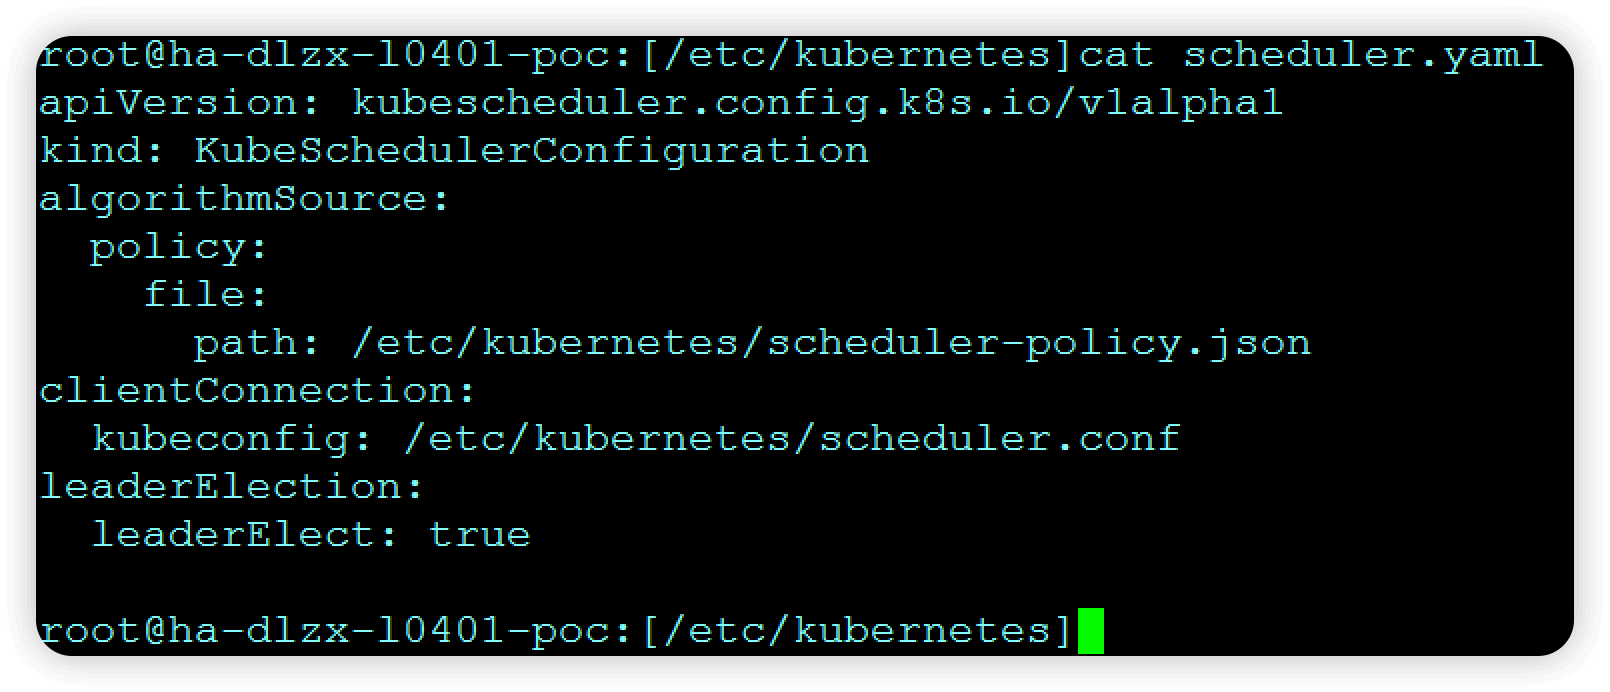 root@ha-dlzx-l0401-poc:[/etc/kubernetes]cat scheduler.yaml
apiVersion: kubescheduler.config.k8s.io/v1alpha1
kind: KubeSchedulerConfiguration
algorithmSource:
  policy:
    file:
      path: /etc/kubernetes/scheduler-policy.json
clientConnection:
  kubeconfig: /etc/kubernetes/scheduler.conf
leaderElection:
  leaderElect: true
root@ha-dlzx-l0401-poc:[/etc/kubernetes]